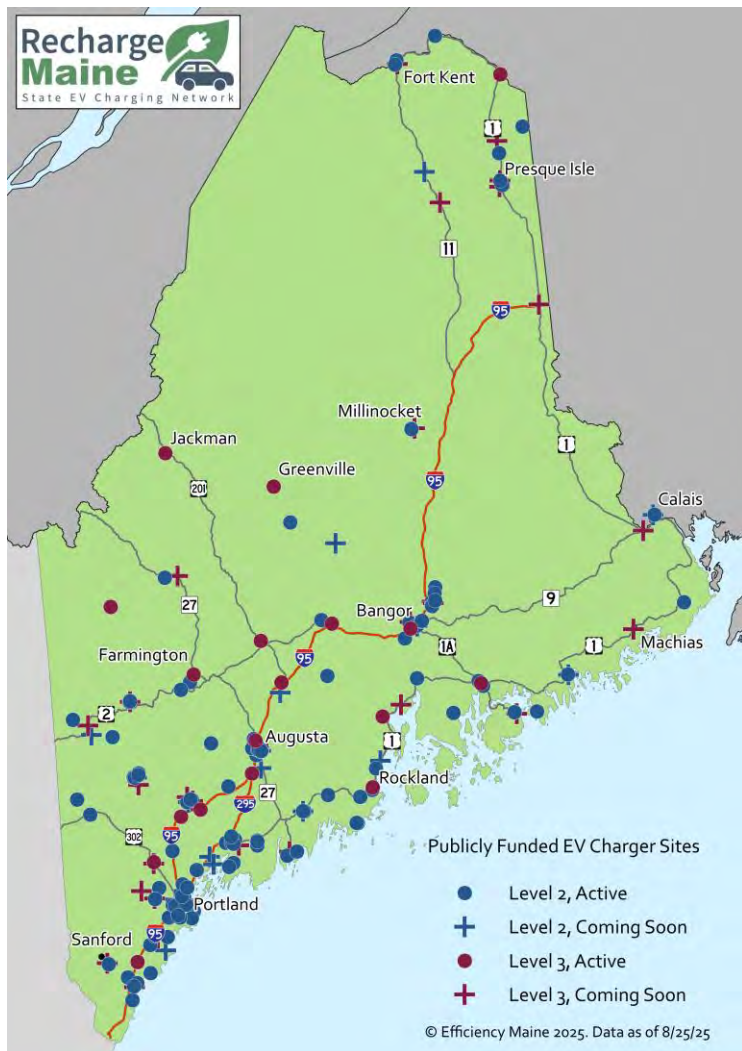 Recharge
Maine
State EV Charging Network
Fort Kent
1
Presque Isle
11
95
Millinocket
Jackman
Greenville
201
95
1
Calais
27
Bangor
9
1A
1
Machias
Farmington
95
2
Augusta
1
Rockland
27
295
302
95
Portland
95
Sanford
Publicly Funded EV Charger Sites
Level 2, Active
Level 2, Coming Soon
Level 3, Active
Level 3, Coming Soon
© Efficiency Maine 2025. Data as of 8/25/25